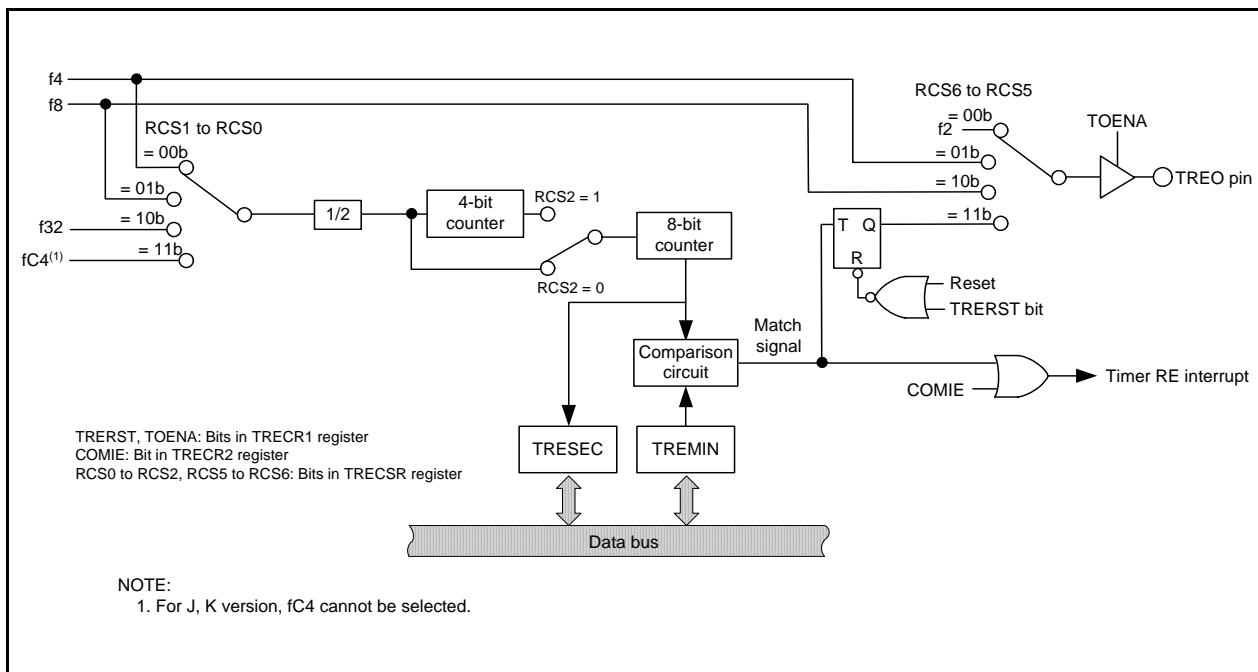 f4
f8
RCS1 to RCS0
= 00b
= 01b
f32
= 10b
fC4(1)
= 11b
1/2
4-bit
counter
RCS2 = 1
RCS2 = 0
8-bit
counter
RCS6 to RCS5
= 00b
f2
= 01b
= 10b
= 11b
TOENA
TREO pin
T Q
R
Reset
TRERST bit
Match
signal
Comparison
circuit
COMIE
Timer RE interrupt
TRESEC
TREMIN
TRERST, TOENA: Bits in TRECR1 register
COMIE: Bit in TRECR2 register
RCS0 to RCS2, RCS5 to RCS6: Bits in TRECSR register
Data bus
NOTE:
1. For J, K version, fC4 cannot be selected.